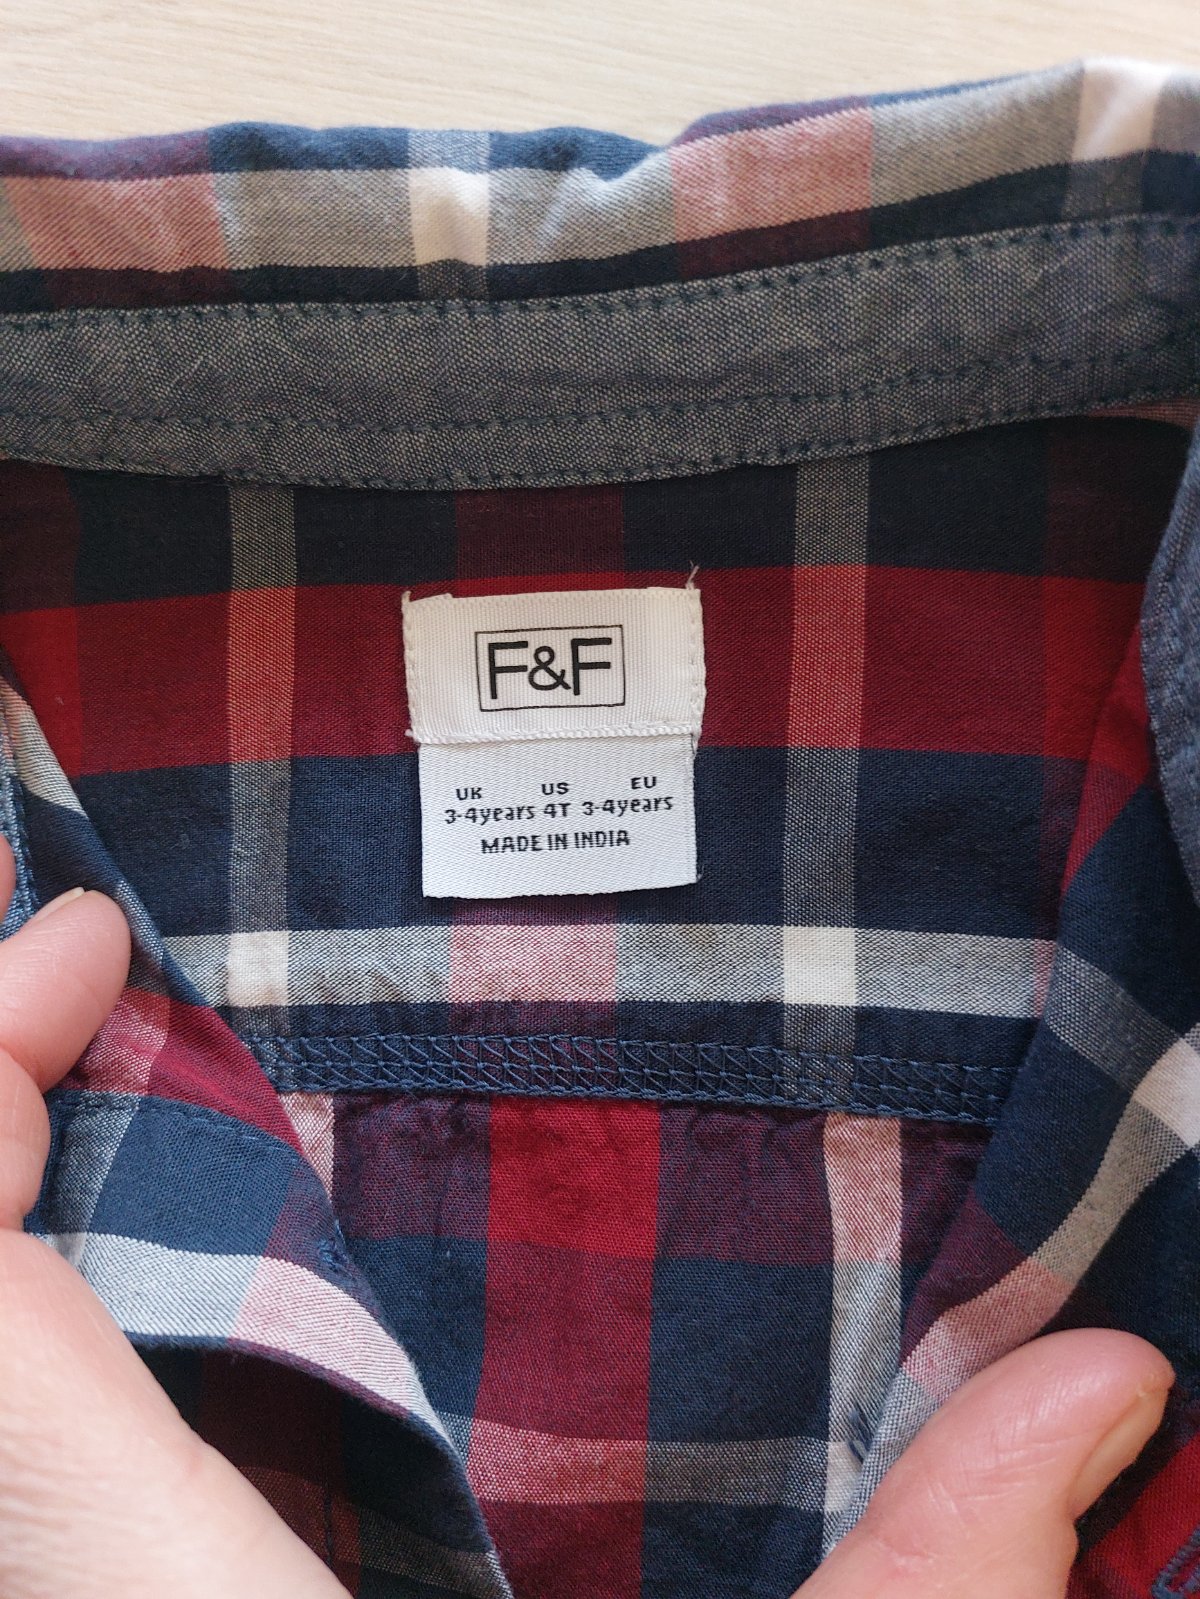 F&F
UK US EU
3-4years 4T 3-4years
MADE IN INDIA